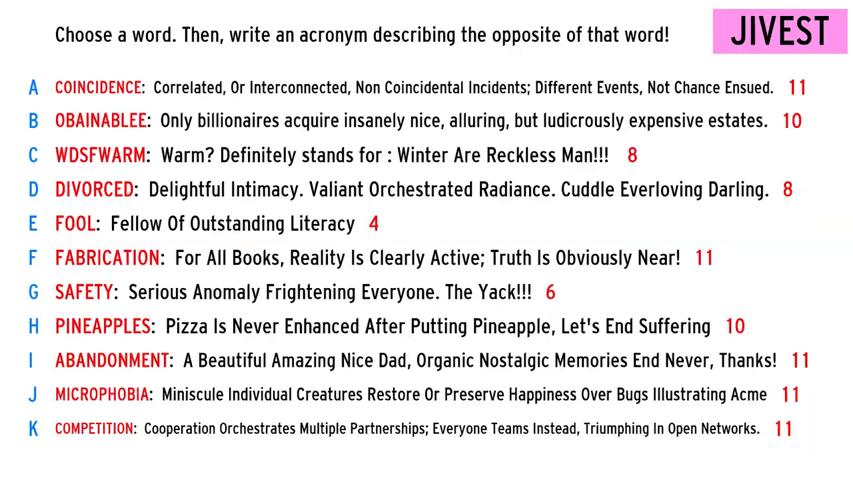 Choose a word. Then, write an acronym describing the opposite of that word!
JIVEST
A COINCIDENCE: Correlated, Or Interconnected, Non Coincidental Incidents; Different Events, Not Chance Ensued. 11
B OBAINABLEE: Only billionaires acquire insanely nice, alluring, but ludicrously expensive estates. 10
C WDSFWARM: Warm? Definitely stands for : Winter Are Reckless Man!!! 8
D DIVORCED: Delightful Intimacy. Valiant Orchestrated Radiance. Cuddle Everloving Darling. 8
E FOOL: Fellow Of Outstanding Literacy 4
F FABRICATION: For All Books, Reality Is Clearly Active; Truth Is Obviously Near! 11
G SAFETY: Serious Anomaly Frightening Everyone. The Yack!!! 6
H PINEAPPLES: Pizza Is Never Enhanced After Putting Pineapple, Let's End Suffering 10
I ABANDONMENT: A Beautiful Amazing Nice Dad, Organic Nostalgic Memories End Never, Thanks! 11
J MICROPHOBIA: Miniscule Individual Creatures Restore Or Preserve Happiness Over Bugs Illustrating Acme 11
K COMPETITION: Cooperation Orchestrates Multiple Partnerships; Everyone Teams Instead, Triumphing In Open Networks. 11